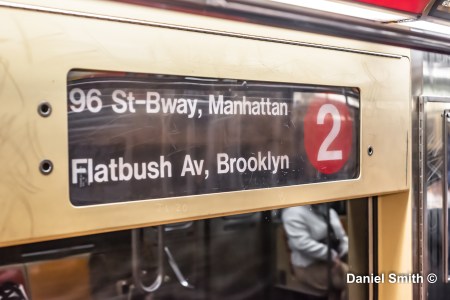 96 St-Bway, Manhattan
2
Flatbush Av, Brooklyn
Daniel Smith ©